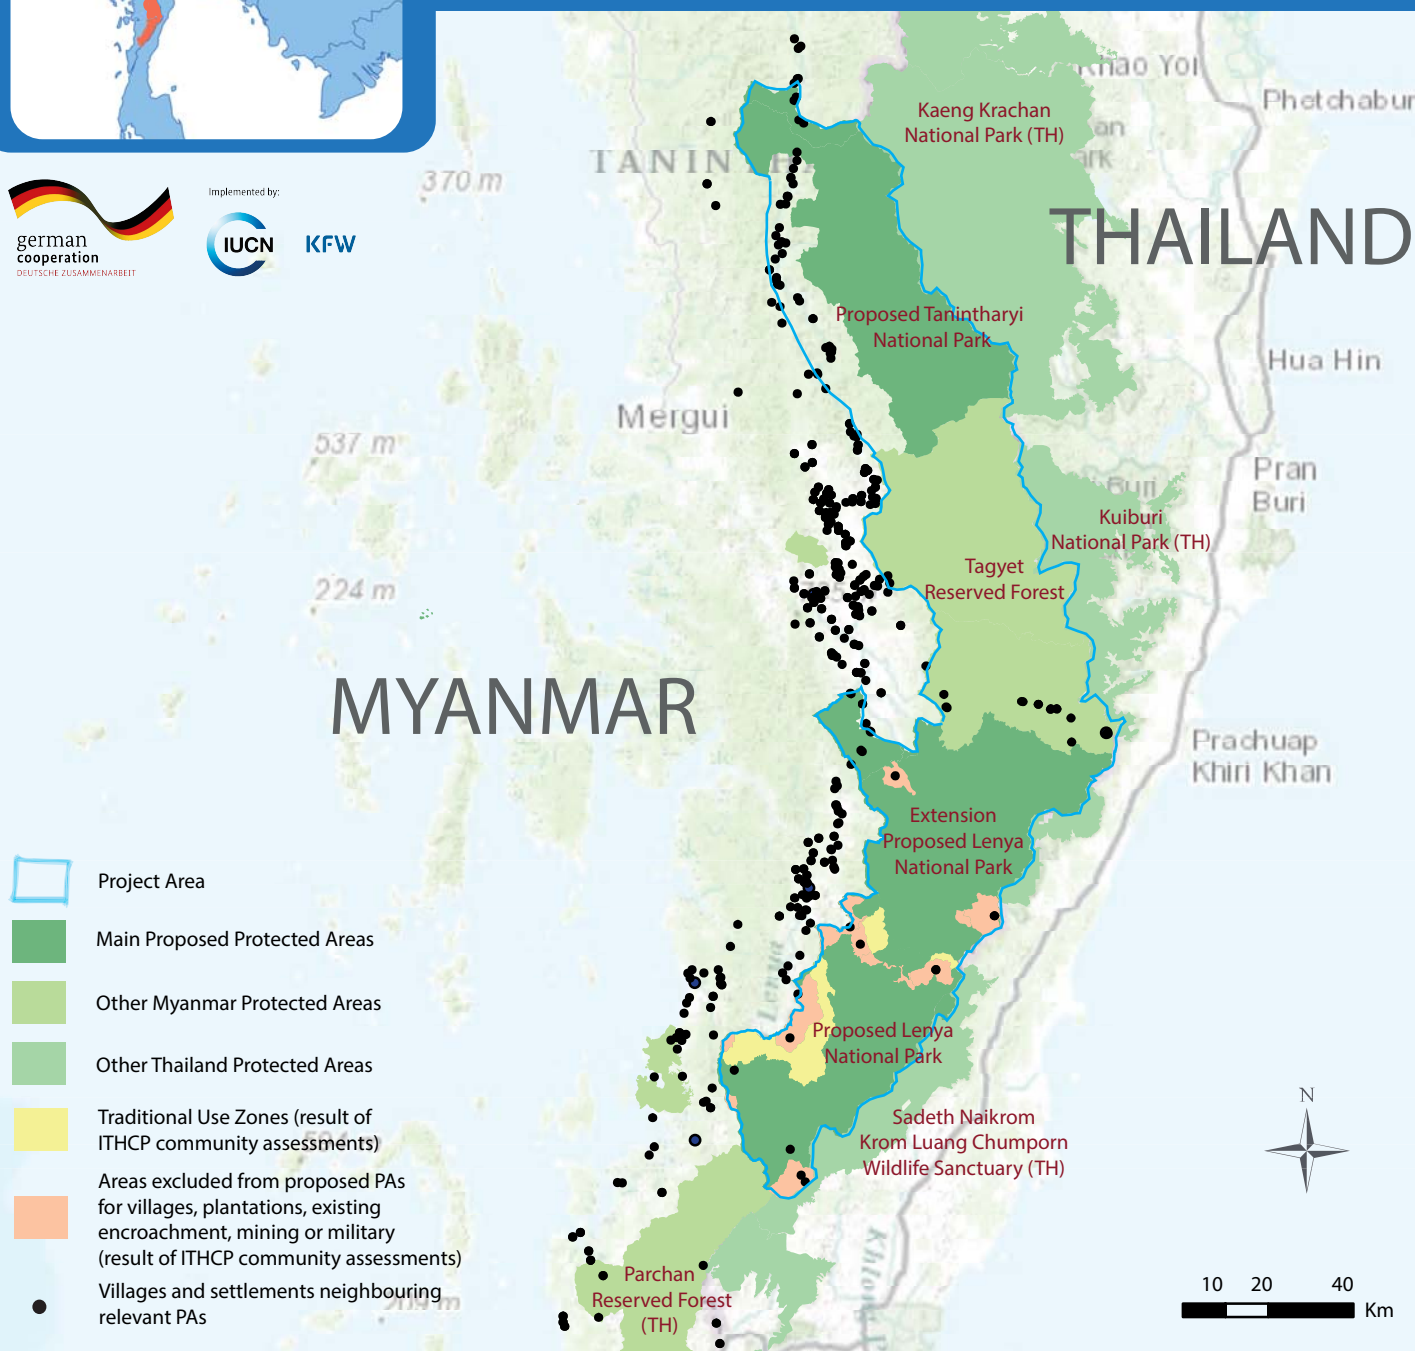 Khao Yoi
Phetchabur
Kaeng Krachan
National Park (TH)
an
ark
TANINTHA
370 m
Implemented by:
german
cooperation
DEUTSCHE ZUSAMMENARBEIT
IUCN
KFW
THAILAND
Proposed Tanintharyi
National Park
Hua Hin
Mergui
537 m
Pran
Buri
Buri
Kuiburi
National Park (TH)
Tagyet
Reserved Forest
224 m
MYANMAR
Prachuap
Khiri Khan
Extension
Proposed Lenya
National Park
Project Area
Main Proposed Protected Areas
Other Myanmar Protected Areas
Proposed Lenya
National Park
Other Thailand Protected Areas
Traditional Use Zones (result of
ITHCP community assessments)
Sadeth Naikrom
Krom Luang Chumporn
Wildlife Sanctuary (TH)
N
Areas excluded from proposed PAs
for villages, plantations, existing
encroachment, mining or military
(result of ITHCP community assessments)
Villages and settlements neighbouring
relevant PAs
209 m
Parchan
Reserved Forest
(TH)
10 20 40
Km